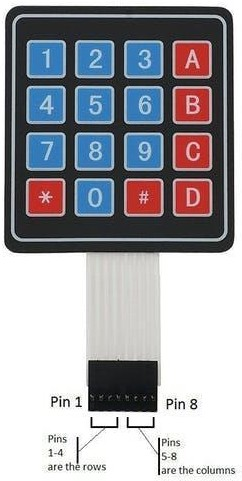 1 2 3 A
4 5 6 B
7 8 9 C
* 0 # D
Pin 1 Pin 8
Pins
1-4
are the rows
Pins
5-8
are the columns